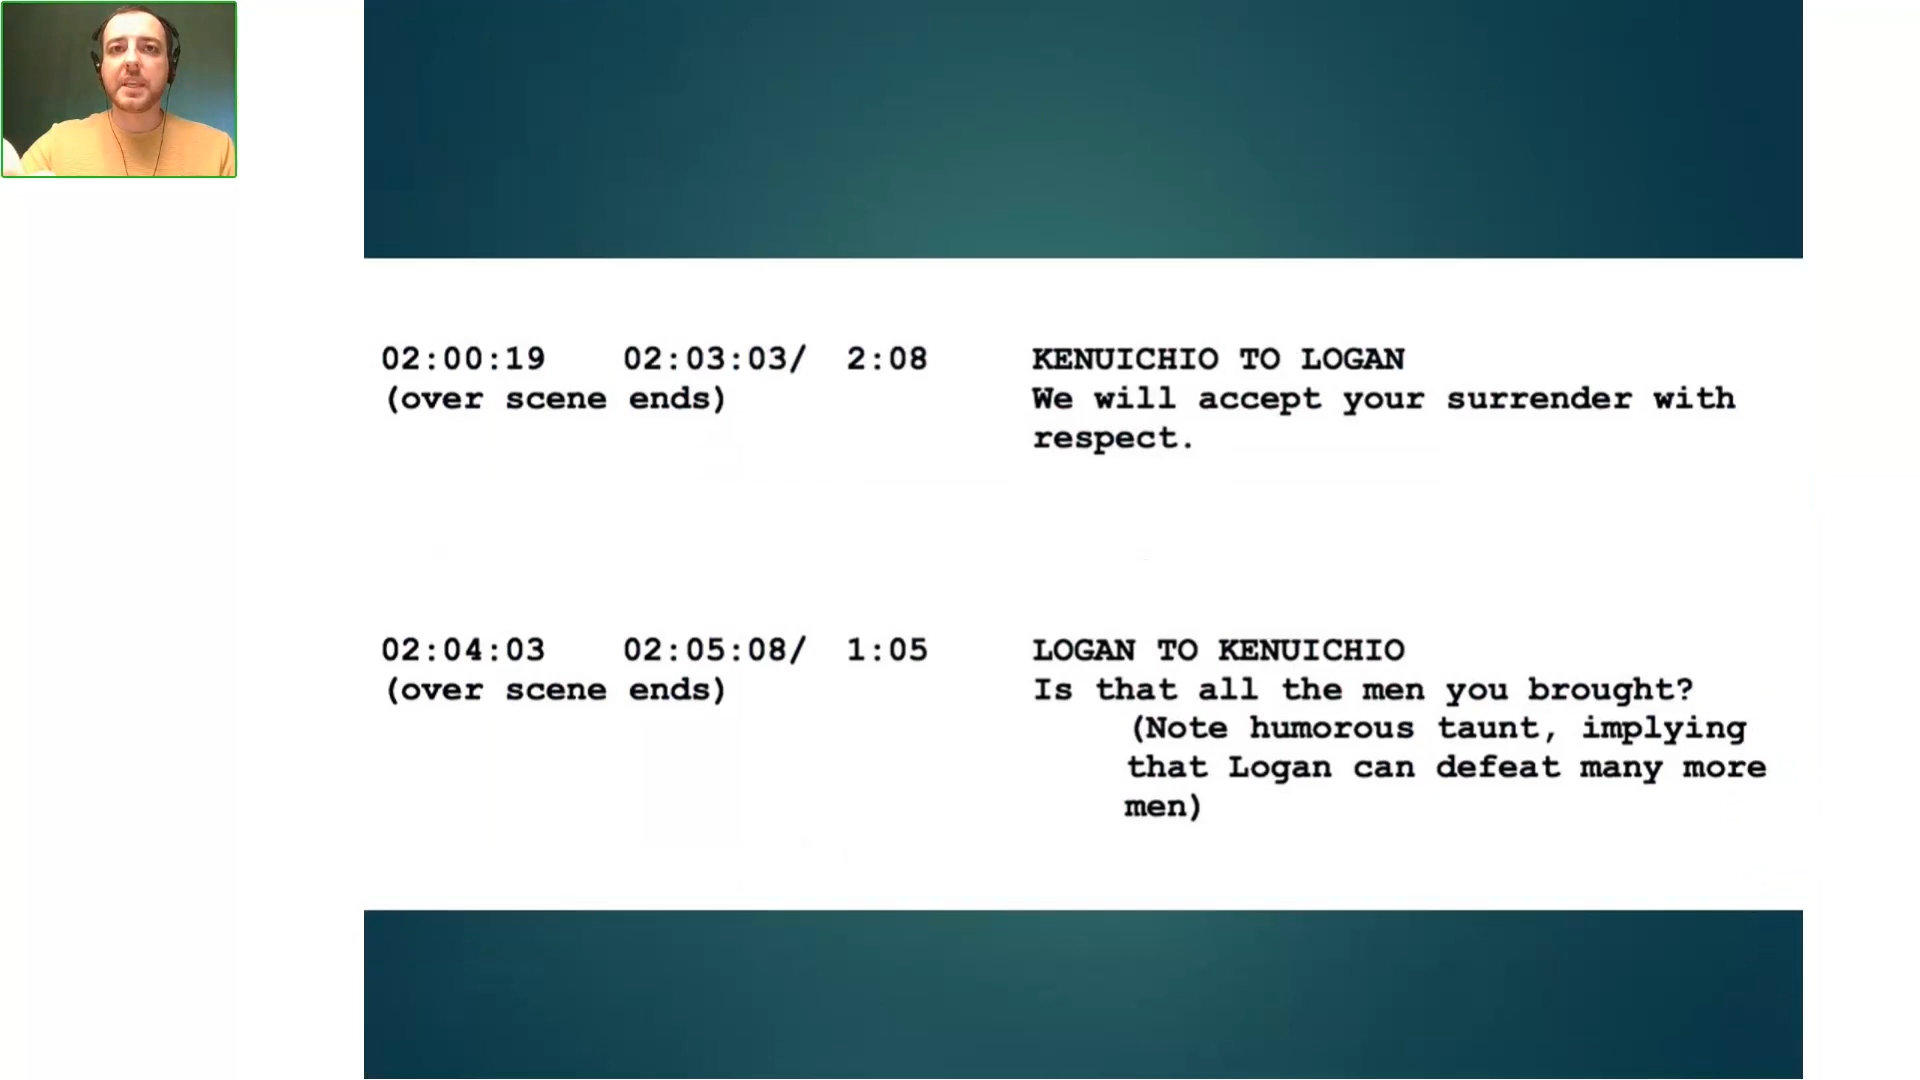 02:00:19 02:03:03/ 2:08 KENUICHIO TO LOGAN
(over scene ends) We will accept your surrender with
respect.
02:04:03 02:05:08/ 1:05 LOGAN TO KENUICHIO
(over scene ends) Is that all the men you brought?
(Note humorous taunt, implying
that Logan can defeat many more
men)